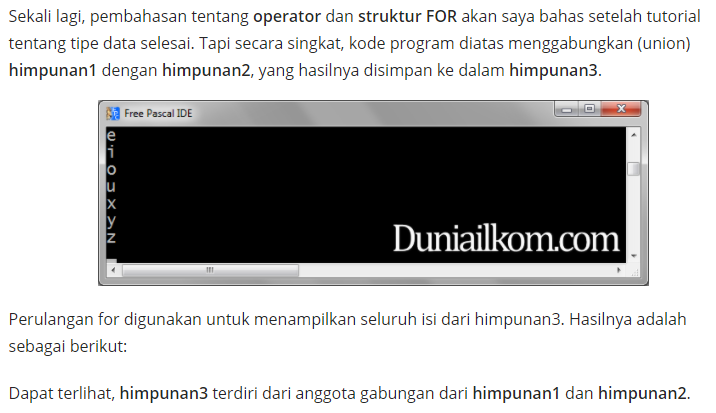 Sekali lagi, pembahasan tentang operator dan struktur FOR akan saya bahas setelah tutorial
tentang tipe data selesai. Tapi secara singkat, kode program diatas menggabungkan (union)
himpunan1 dengan himpunan2, yang hasilnya disimpan ke dalam himpunan3.
Free Pascal IDE
e
i
o
u
x
y
z
Duniailkom.com
Perulangan for digunakan untuk menampilkan seluruh isi dari himpunan3. Hasilnya adalah
sebagai berikut:
Dapat terlihat, himpunan3 terdiri dari anggota gabungan dari himpunan1 dan himpunan2.